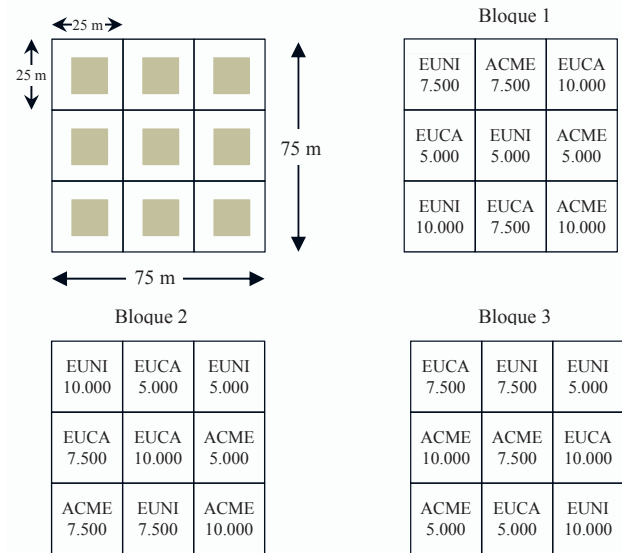 25 m
25 m
75 m
75 m
Bloque 1
EUNI ACME EUCA
7.500 7.500 10.000
EUCA EUNI ACME
5.000 5.000 5.000
EUNI EUCA ACME
10.000 7.500 10.000
Bloque 2
EUNI EUCA EUNI
10.000 5.000 5.000
EUCA EUCA ACME
7.500 10.000 5.000
ACME EUNI ACME
7.500 7.500 10.000
Bloque 3
EUCA EUNI EUNI
7.500 7.500 5.000
ACME ACME EUCA
10.000 7.500 10.000
ACME EUCA EUNI
5.000 5.000 10.000